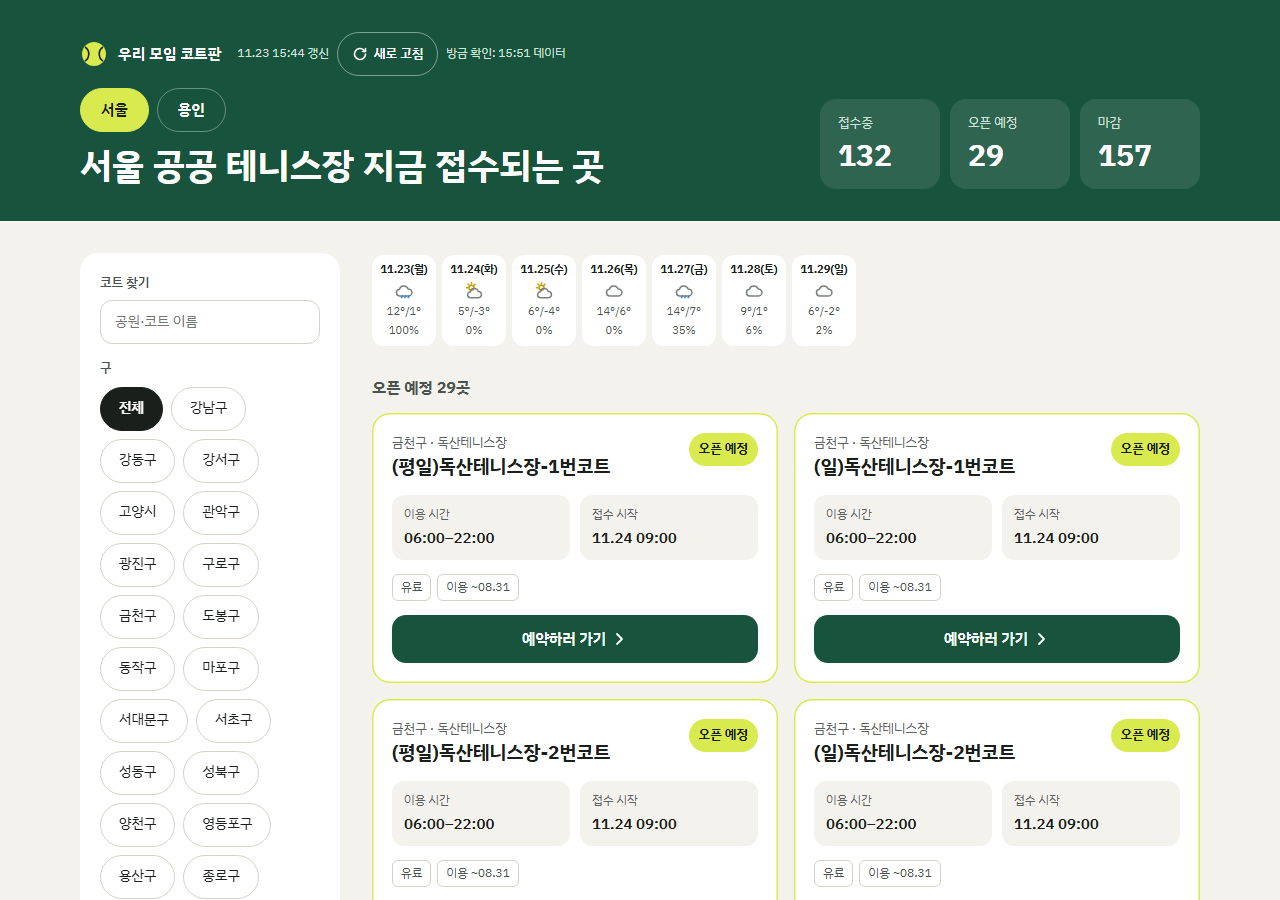 우리 모임 코트판 11.23 15:44 갱신 새로 고침 방금 확인: 15:51 데이터
서울 용인
서울 공공 테니스장 지금 접수되는 곳
접수중 오픈 예정 마감
132 29 157
코트 찾기
공원·코트 이름
구
전체 강남구
강동구 강서구
고양시 관악구
광진구 구로구
금천구 도봉구
동작구 마포구
서대문구 서초구
성동구 성북구
양천구 영등포구
용산구 종로구
11.23(월) 11.24(화) 11.25(수) 11.26(목) 11.27(금) 11.28(토) 11.29(일)
12°/1° 5°/-3° 6°/-4° 14°/6° 14°/7° 9°/1° 6°/-2°
100% 0% 0% 0% 35% 6% 2%
오픈 예정 29곳
금천구 · 독산테니스장
(평일)독산테니스장-1번코트
오픈 예정
이용 시간 접수 시작
06:00–22:00 11.24 09:00
유료 이용 ~08.31
예약하러 가기
금천구 · 독산테니스장
(일)독산테니스장-1번코트
오픈 예정
이용 시간 접수 시작
06:00–22:00 11.24 09:00
유료 이용 ~08.31
예약하러 가기
금천구 · 독산테니스장
(평일)독산테니스장-2번코트
오픈 예정
이용 시간 접수 시작
06:00–22:00 11.24 09:00
유료 이용 ~08.31
금천구 · 독산테니스장
(일)독산테니스장-2번코트
오픈 예정
이용 시간 접수 시작
06:00–22:00 11.24 09:00
유료 이용 ~08.31